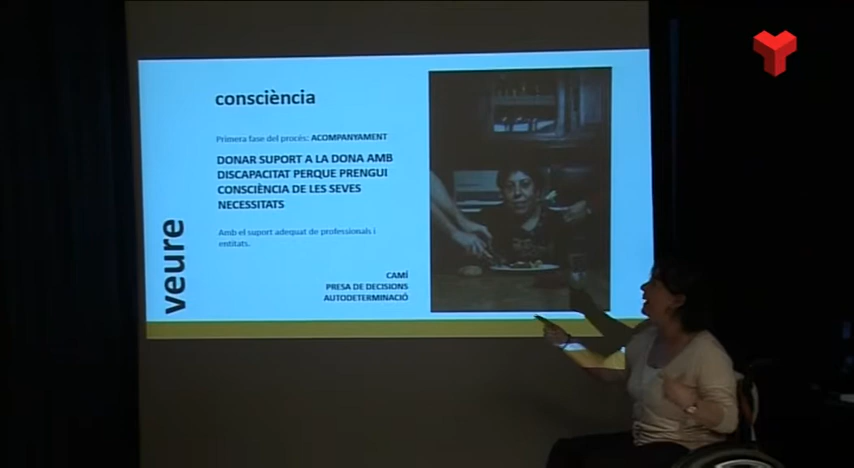 consciència
Primera fase del procés: ACOMPANYAMENT
DONAR SUPORT A LA DONA AMB
DISCAPACITAT PERQUE PRENGUI
CONSCIÈNCIA DE LES SEVES
NECESSITATS
Amb el suport adequat de professionals i
entitats.
CAMÍ
PRESA DE DECISIONS
AUTODETERMINACIÓ
veure